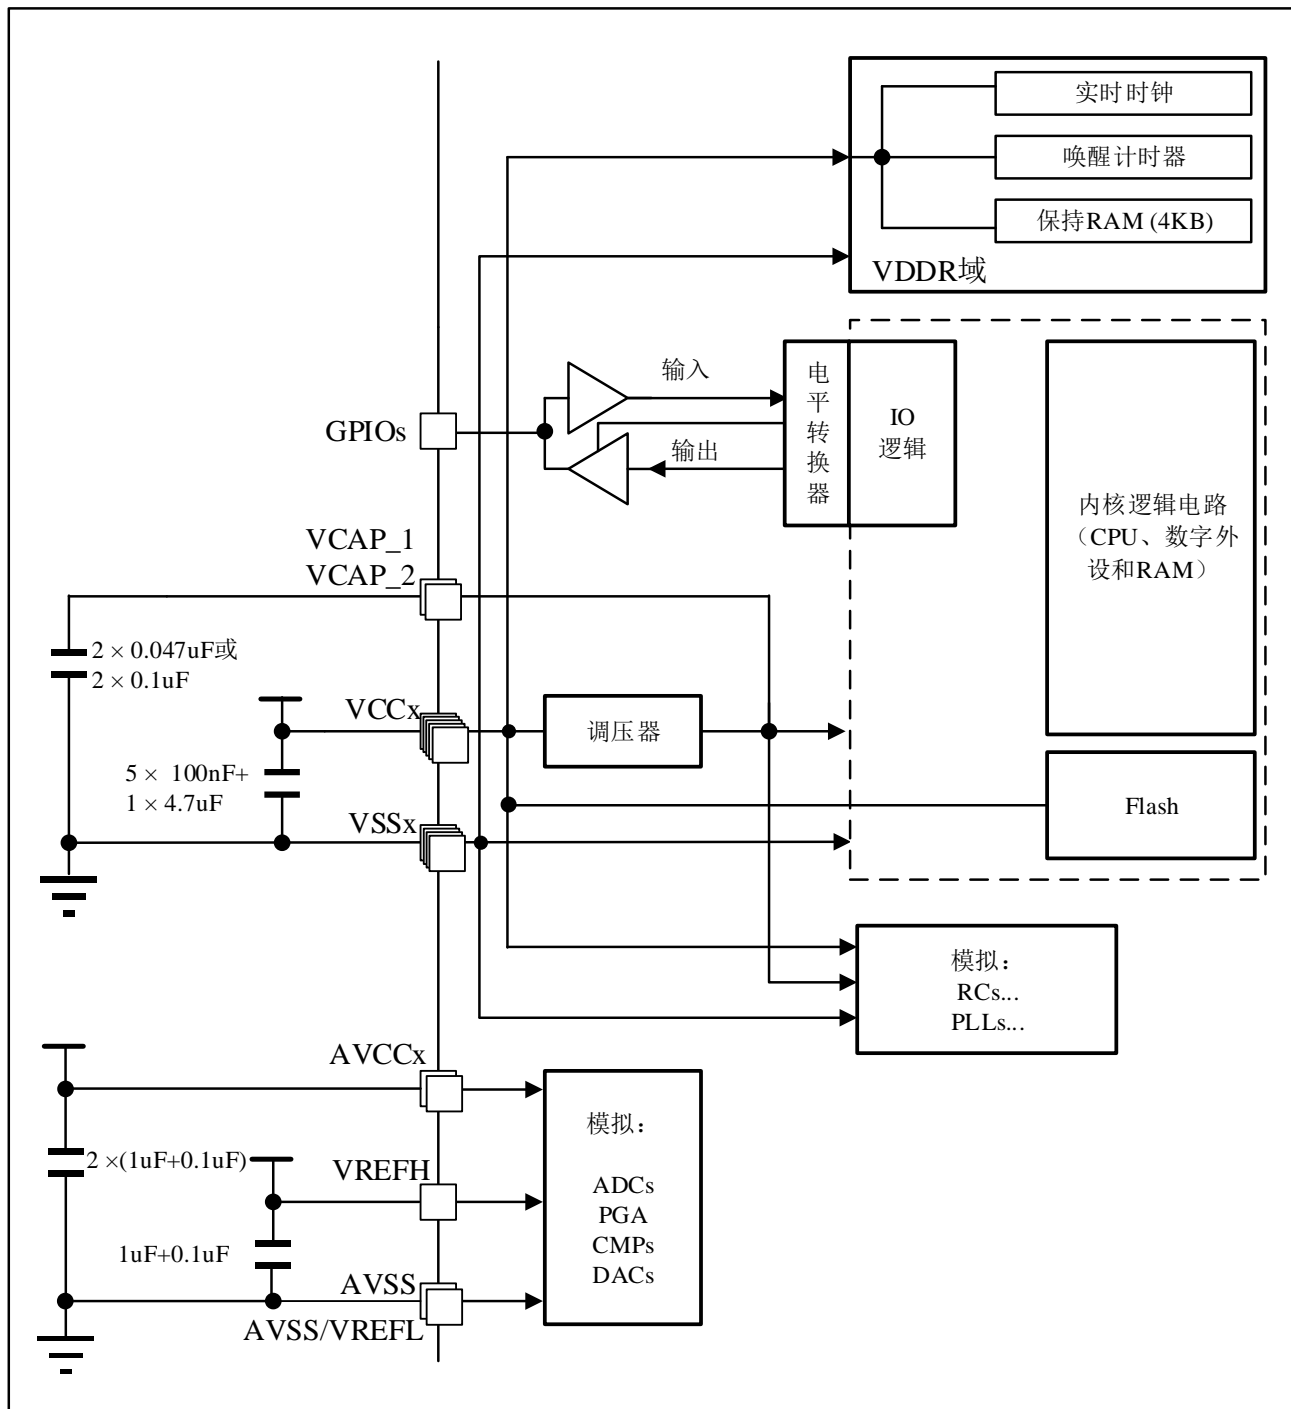 实时时钟
唤醒计时器
保持RAM (4KB)
VDDR域
GPIOs
输入
输出
电平转换器
IO
逻辑
内核逻辑电路
（CPU、数字外
设和RAM）
VCAP_1
VCAP_2
2 × 0.047uF或
2 × 0.1uF
VCCx
调压器
5 × 100nF+
1 × 4.7uF
VSSx
Flash
模拟：
RCs...
PLLs...
AVCCx
2 ×(1uF+0.1uF)
VREFH
1uF+0.1uF
AVSS
AVSS/VREFL
模拟：
ADCs
PGA
CMPs
DACs